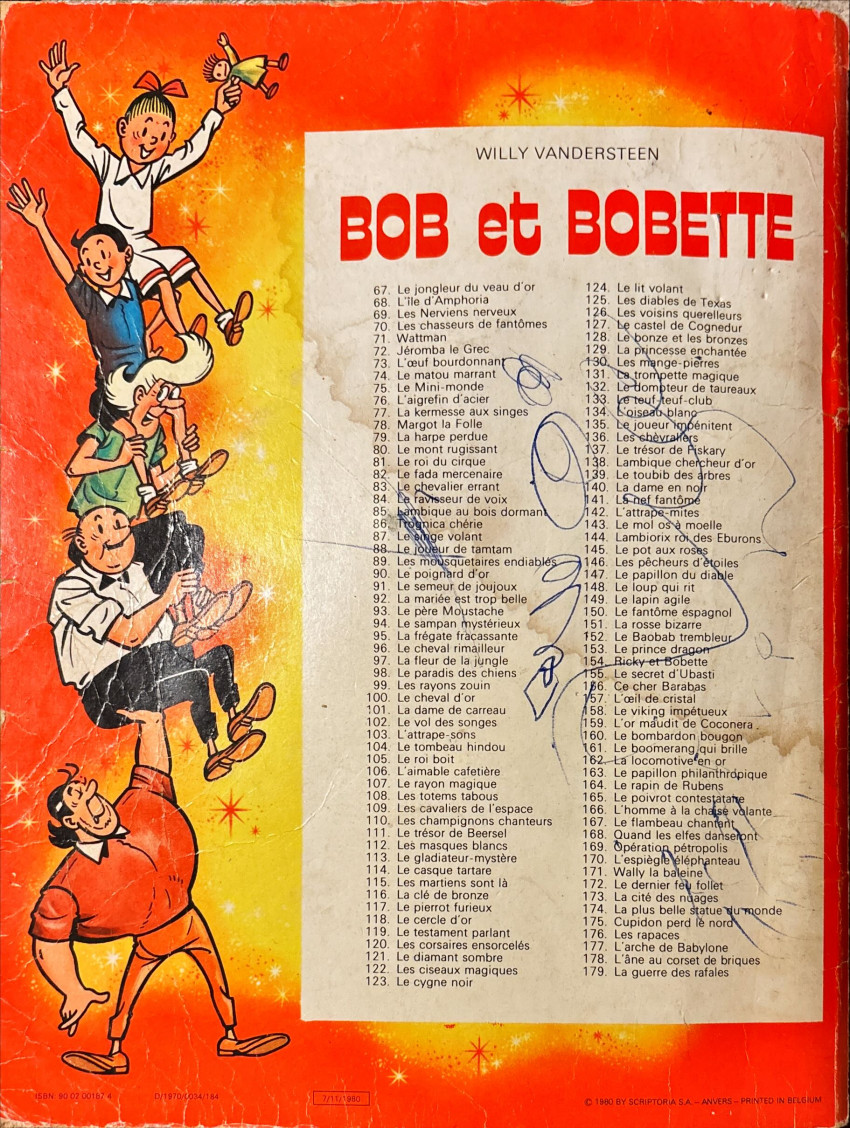 WILLY VANDERSTEEN
BOB et BOBETTE
67. Le jongleur du veau d'or
68. L'île d'Amphoria
69. Les Nerviens nerveux
70. Les chasseurs de fantômes
71. Wattman
72. Jéromba le Grec
73. L'œuf bourdonnant
74. Le matou marrant
75. Le Mini-monde
76. L'aigrefin d'acier
77. La kermesse aux singes
78. Margot la Folle
79. La harpe perdue
80. Le mont rugissant
81. Le roi du cirque
82. Le fada mercenaire
83. Le chevalier errant
84. Le ravisseur de voix
85. Lambique au bois dormant
86. Trognica chérie
87. Le singe volant
88. Le joueur de tamtam
89. Les mousquetaires endiablés
90. Le poignard d'or
91. Le semeur de joujoux
92. La mariée est trop belle
93. Le père Moustache
94. Le sampan mystérieux
95. La frégate fracassante
96. Le cheval rimailleur
97. La fleur de la jungle
98. Le paradis des chiens
99. Les rayons zouin
100. Le cheval d'or
101. La dame de carreau
102. Le vol des songes
103. L'attrape-sons
104. Le tombeau hindou
105. Le roi boit
106. L'aimable cafetière
107. Le rayon magique
108. Les totems tabous
109. Les cavaliers de l'espace
110. Les champignons chanteurs
111. Le trésor de Beersel
112. Les masques blancs
113. Le gladiateur-mystère
114. Le casque tartare
115. Les martiens sont là
116. La clé de bronze
117. Le pierrot furieux
118. Le cercle d'or
119. Le testament parlant
120. Les corsaires ensorcelés
121. Le diamant sombre
122. Les ciseaux magiques
123. Le cygne noir
124. Le lit volant
125. Les diables de Texas
126. Les voisins querelleurs
127. Le castel de Cognedur
128. Le bonze et les bronzes
129. La princesse enchantée
130. Les mange-pierres
131. La trompette magique
132. Le dompteur de taureaux
133. Le teuf-teuf-club
134. L'oiseau blanc
135. Le joueur impénitent
136. Les chevraliers
137. Le trésor de Fiskary
138. Lambique chercheur d'or
139. Le toubib des arbres
140. La dame en noir
141. La nef fantôme
142. L'attrape-mites
143. Le mol os à moelle
144. Lambiorix roi des Eburons
145. Le pot aux roses
146. Les pêcheurs d'étoiles
147. Le papillon du diable
148. Le loup qui rit
149. Le lapin agile
150. Le fantôme espagnol
151. La rosse bizarre
152. Le Baobab trembleur
153. Le prince dragon
154. Ricky et Bobette
155. Le secret d'Ubasti
156. Ce cher Barabas
157. L'œil de cristal
158. Le viking impétueux
159. L'or maudit de Coconera
160. Le bombardon bougon
161. Le boomerang qui brille
162. La locomotive en or
163. Le papillon philanthropique
164. Le rapin de Rubens
165. Le poivrot contestataire
166. L'homme à la chaise volante
167. Le flambeau chantant
168. Quand les elfes danseront
169. Opération pétropolis
170. L'espiègle éléphanteau
171. Wally la baleine
172. Le dernier feu follet
173. La cité des nuages
174. La plus belle statue du monde
175. Cupidon perd le nord
176. Les rapaces
177. L'arche de Babylone
178. L'âne au corset de briques
179. La guerre des rafales
ISBN 90 02 00187 4 D/1970/0034/184 7/11/1980 © 1980 BY SCRIPTORIA S.A. – ANVERS – PRINTED IN BELGIUM